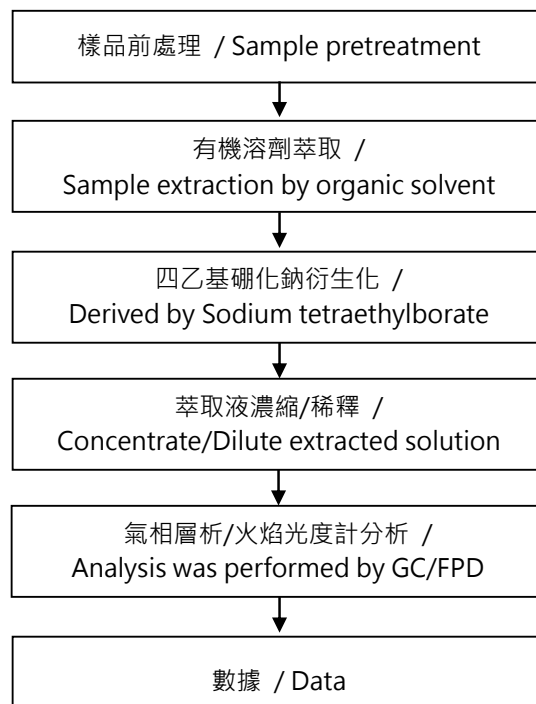 樣品前處理 / Sample pretreatment
有機溶劑萃取 /
Sample extraction by organic solvent
四乙基硼化鈉衍生化 /
Derived by Sodium tetraethylborate
萃取液濃縮/稀釋 /
Concentrate/Dilute extracted solution
氣相層析/火焰光度計分析 /
Analysis was performed by GC/FPD
數據 / Data